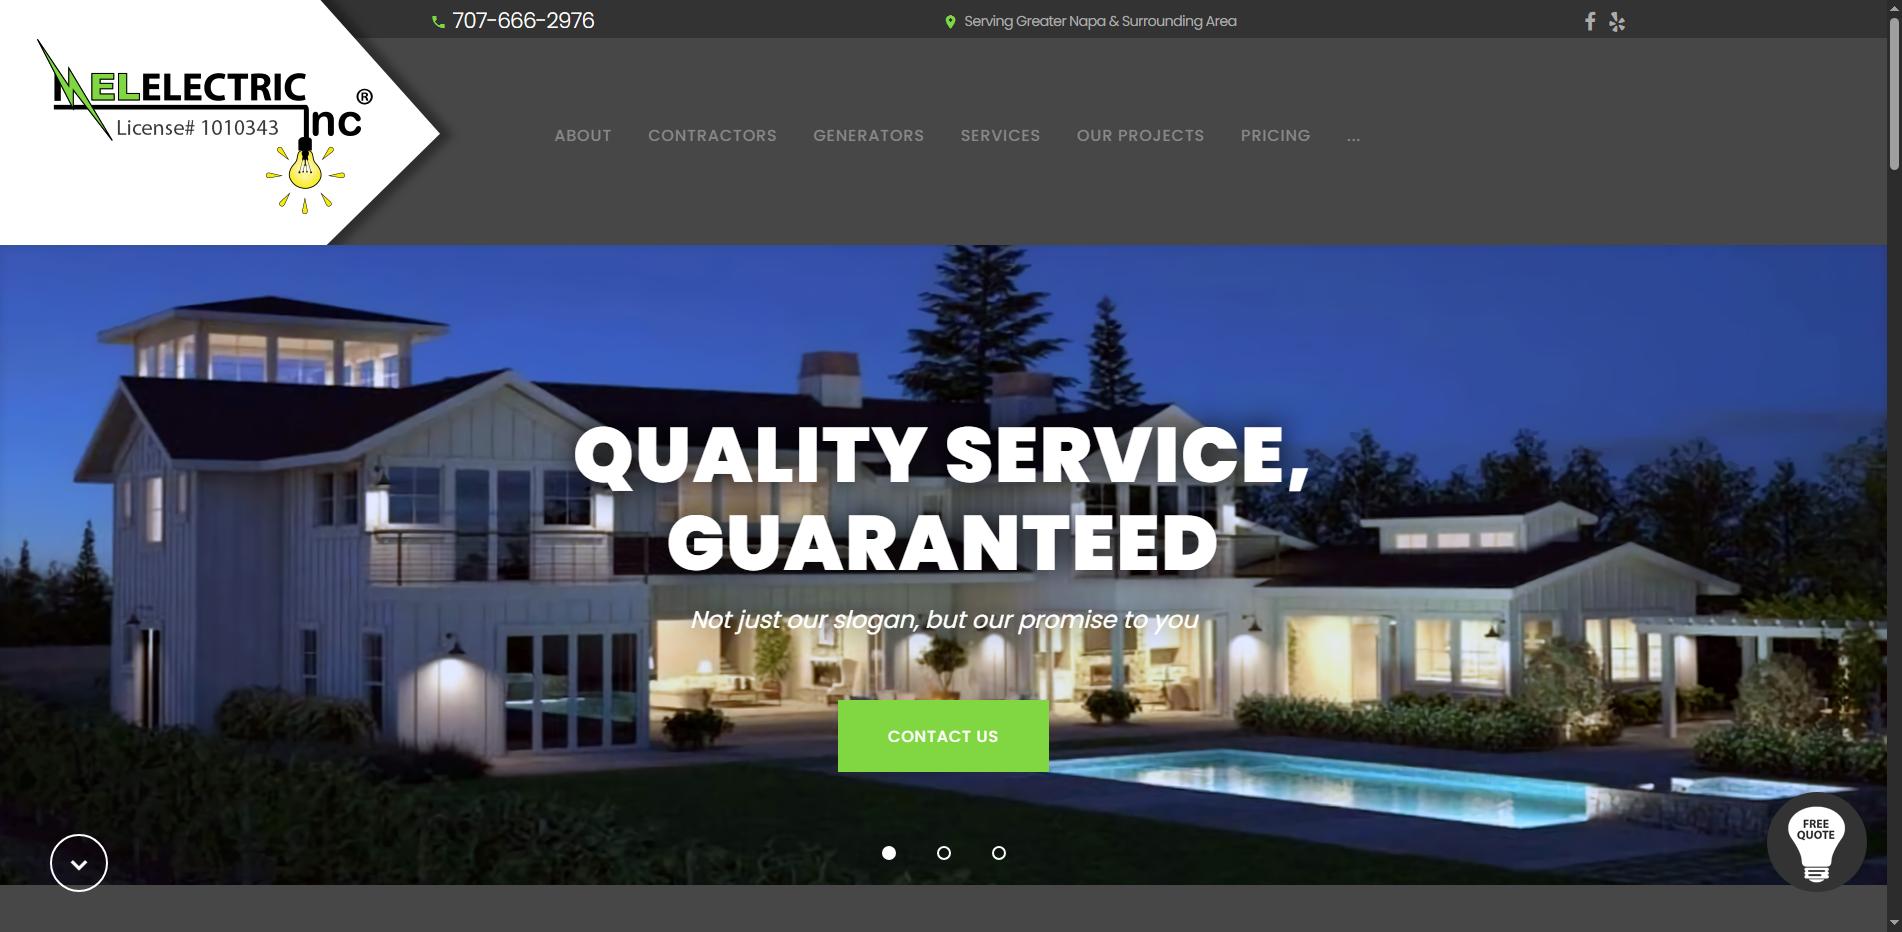 707-666-2976
Serving Greater Napa & Surrounding Area
NELELECTRIC
Inc®
License# 1010343
ABOUT CONTRACTORS GENERATORS SERVICES OUR PROJECTS PRICING ...
QUALITY SERVICE,
GUARANTEED
Not just our slogan, but our promise to you
CONTACT US
FREE
QUOTE